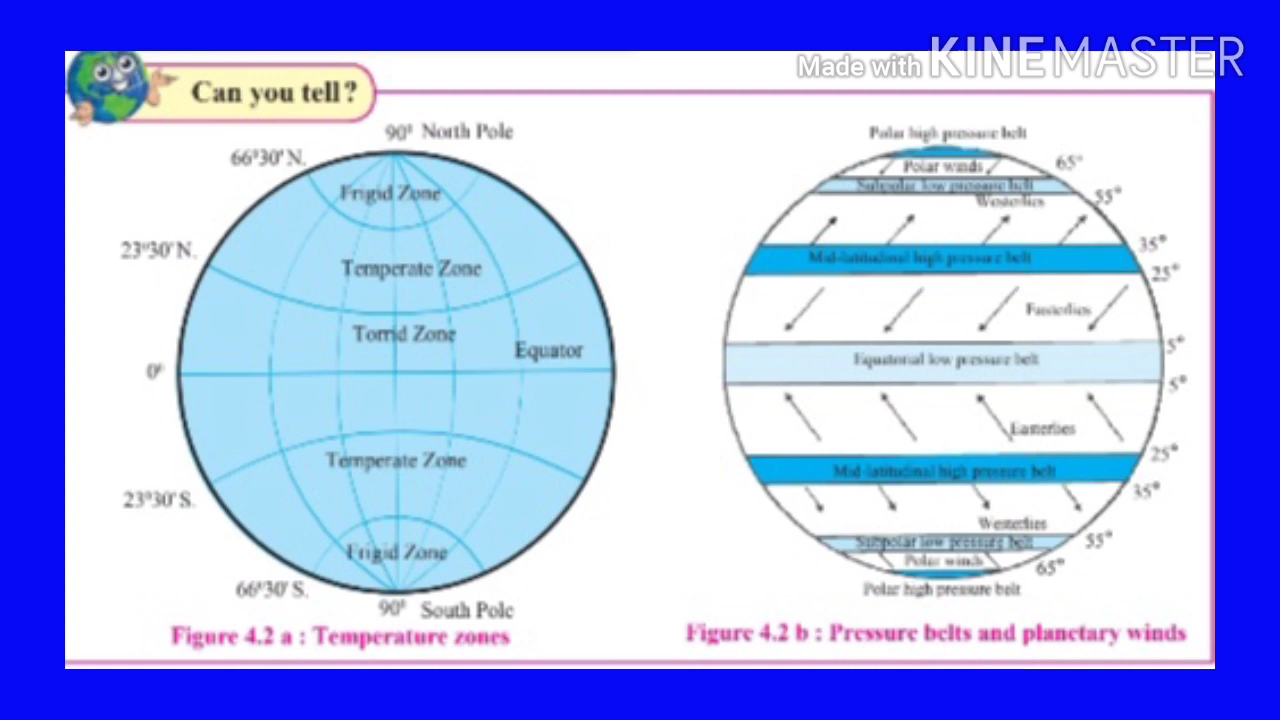 Made with KINEMASTER
Can you tell?
90° North Pole
66°30' N.
Frigid Zone
23°30' N.
Temperate Zone
Torrid Zone
Equator
0°
Temperate Zone
23°30' S.
Frigid Zone
66°30' S.
90° South Pole
Figure 4.2 a : Temperature zones
Polar high pressure belt
Polar winds
65°
Subpolar low pressure belt
55°
Westerlies
35°
Mid-latitudinal high pressure belt
25°
Easterlies
5°
Equatorial low pressure belt
5°
Easterlies
25°
Mid-latitudinal high pressure belt
35°
Westerlies
55°
Subpolar low pressure belt
Polar winds
65°
Polar high pressure belt
Figure 4.2 b : Pressure belts and planetary winds